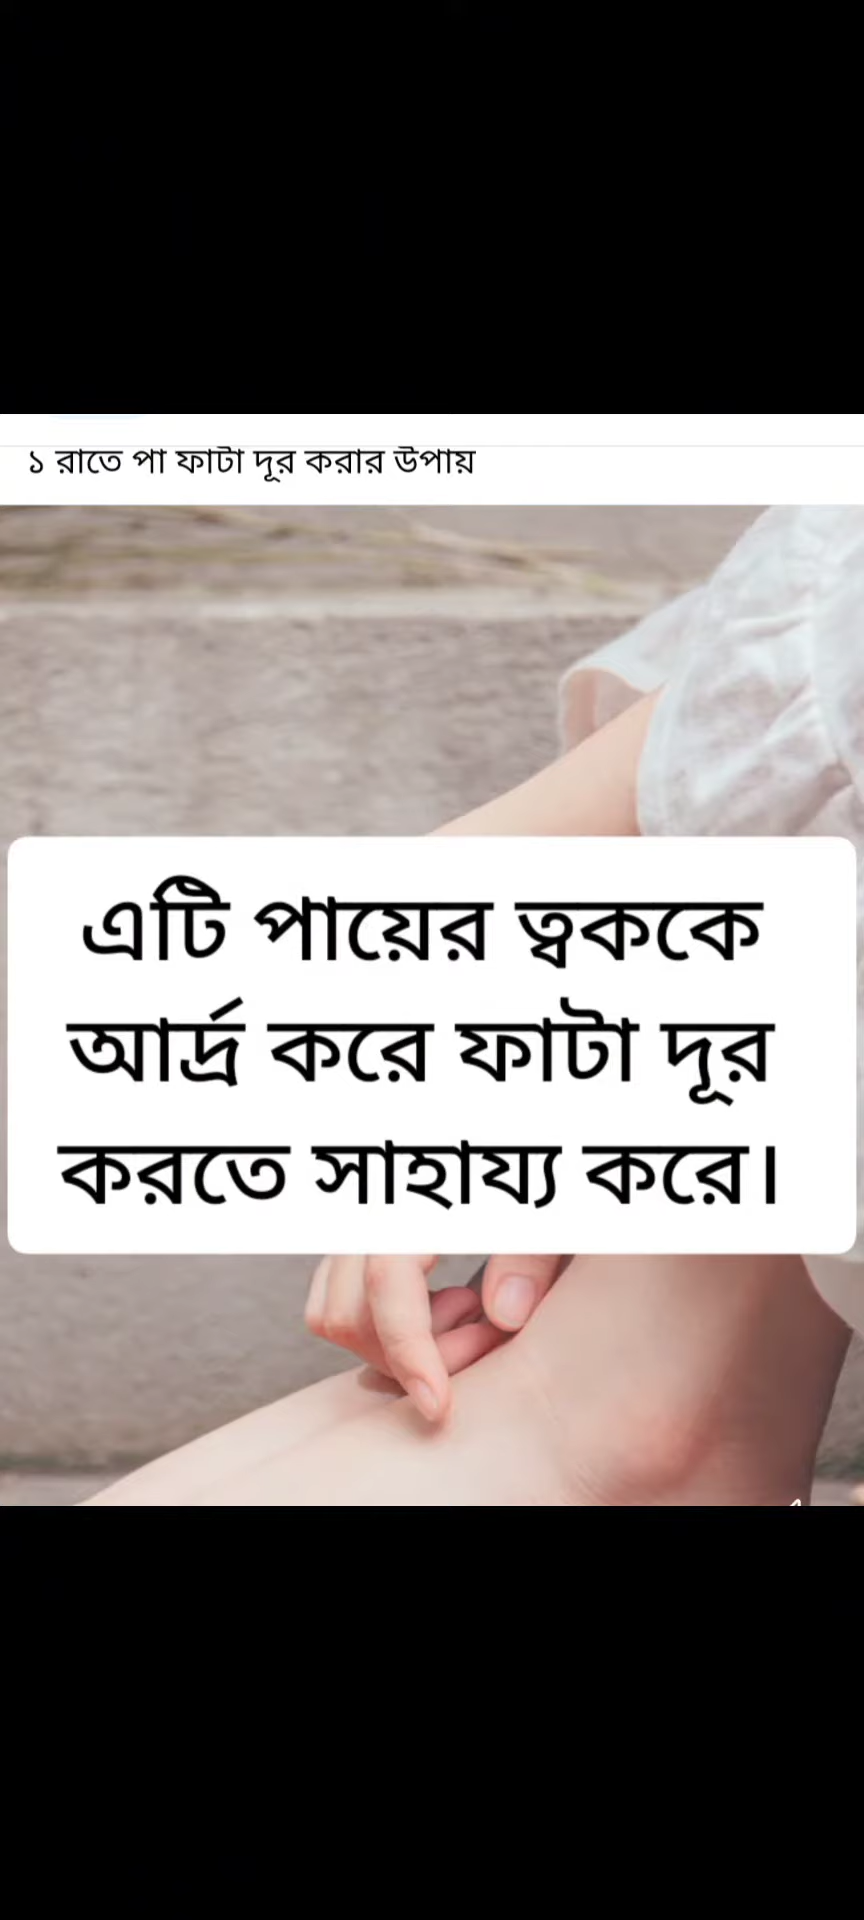 ১ রাতে পা ফাটা দূর করার উপায়
এটি পায়ের ত্বককে
আর্দ্র করে ফাটা দূর
করতে সাহায্য করে।